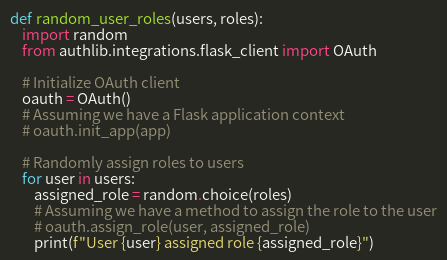 def random_user_roles(users, roles):
    import random
    from authlib.integrations.flask_client import OAuth

    # Initialize OAuth client
    oauth = OAuth()
    # Assuming we have a Flask application context
    # oauth.init_app(app)

    # Randomly assign roles to users
    for user in users:
        assigned_role = random.choice(roles)
        # Assuming we have a method to assign the role to the user
        # oauth.assign_role(user, assigned_role)
        print(f"User {user} assigned role {assigned_role}")